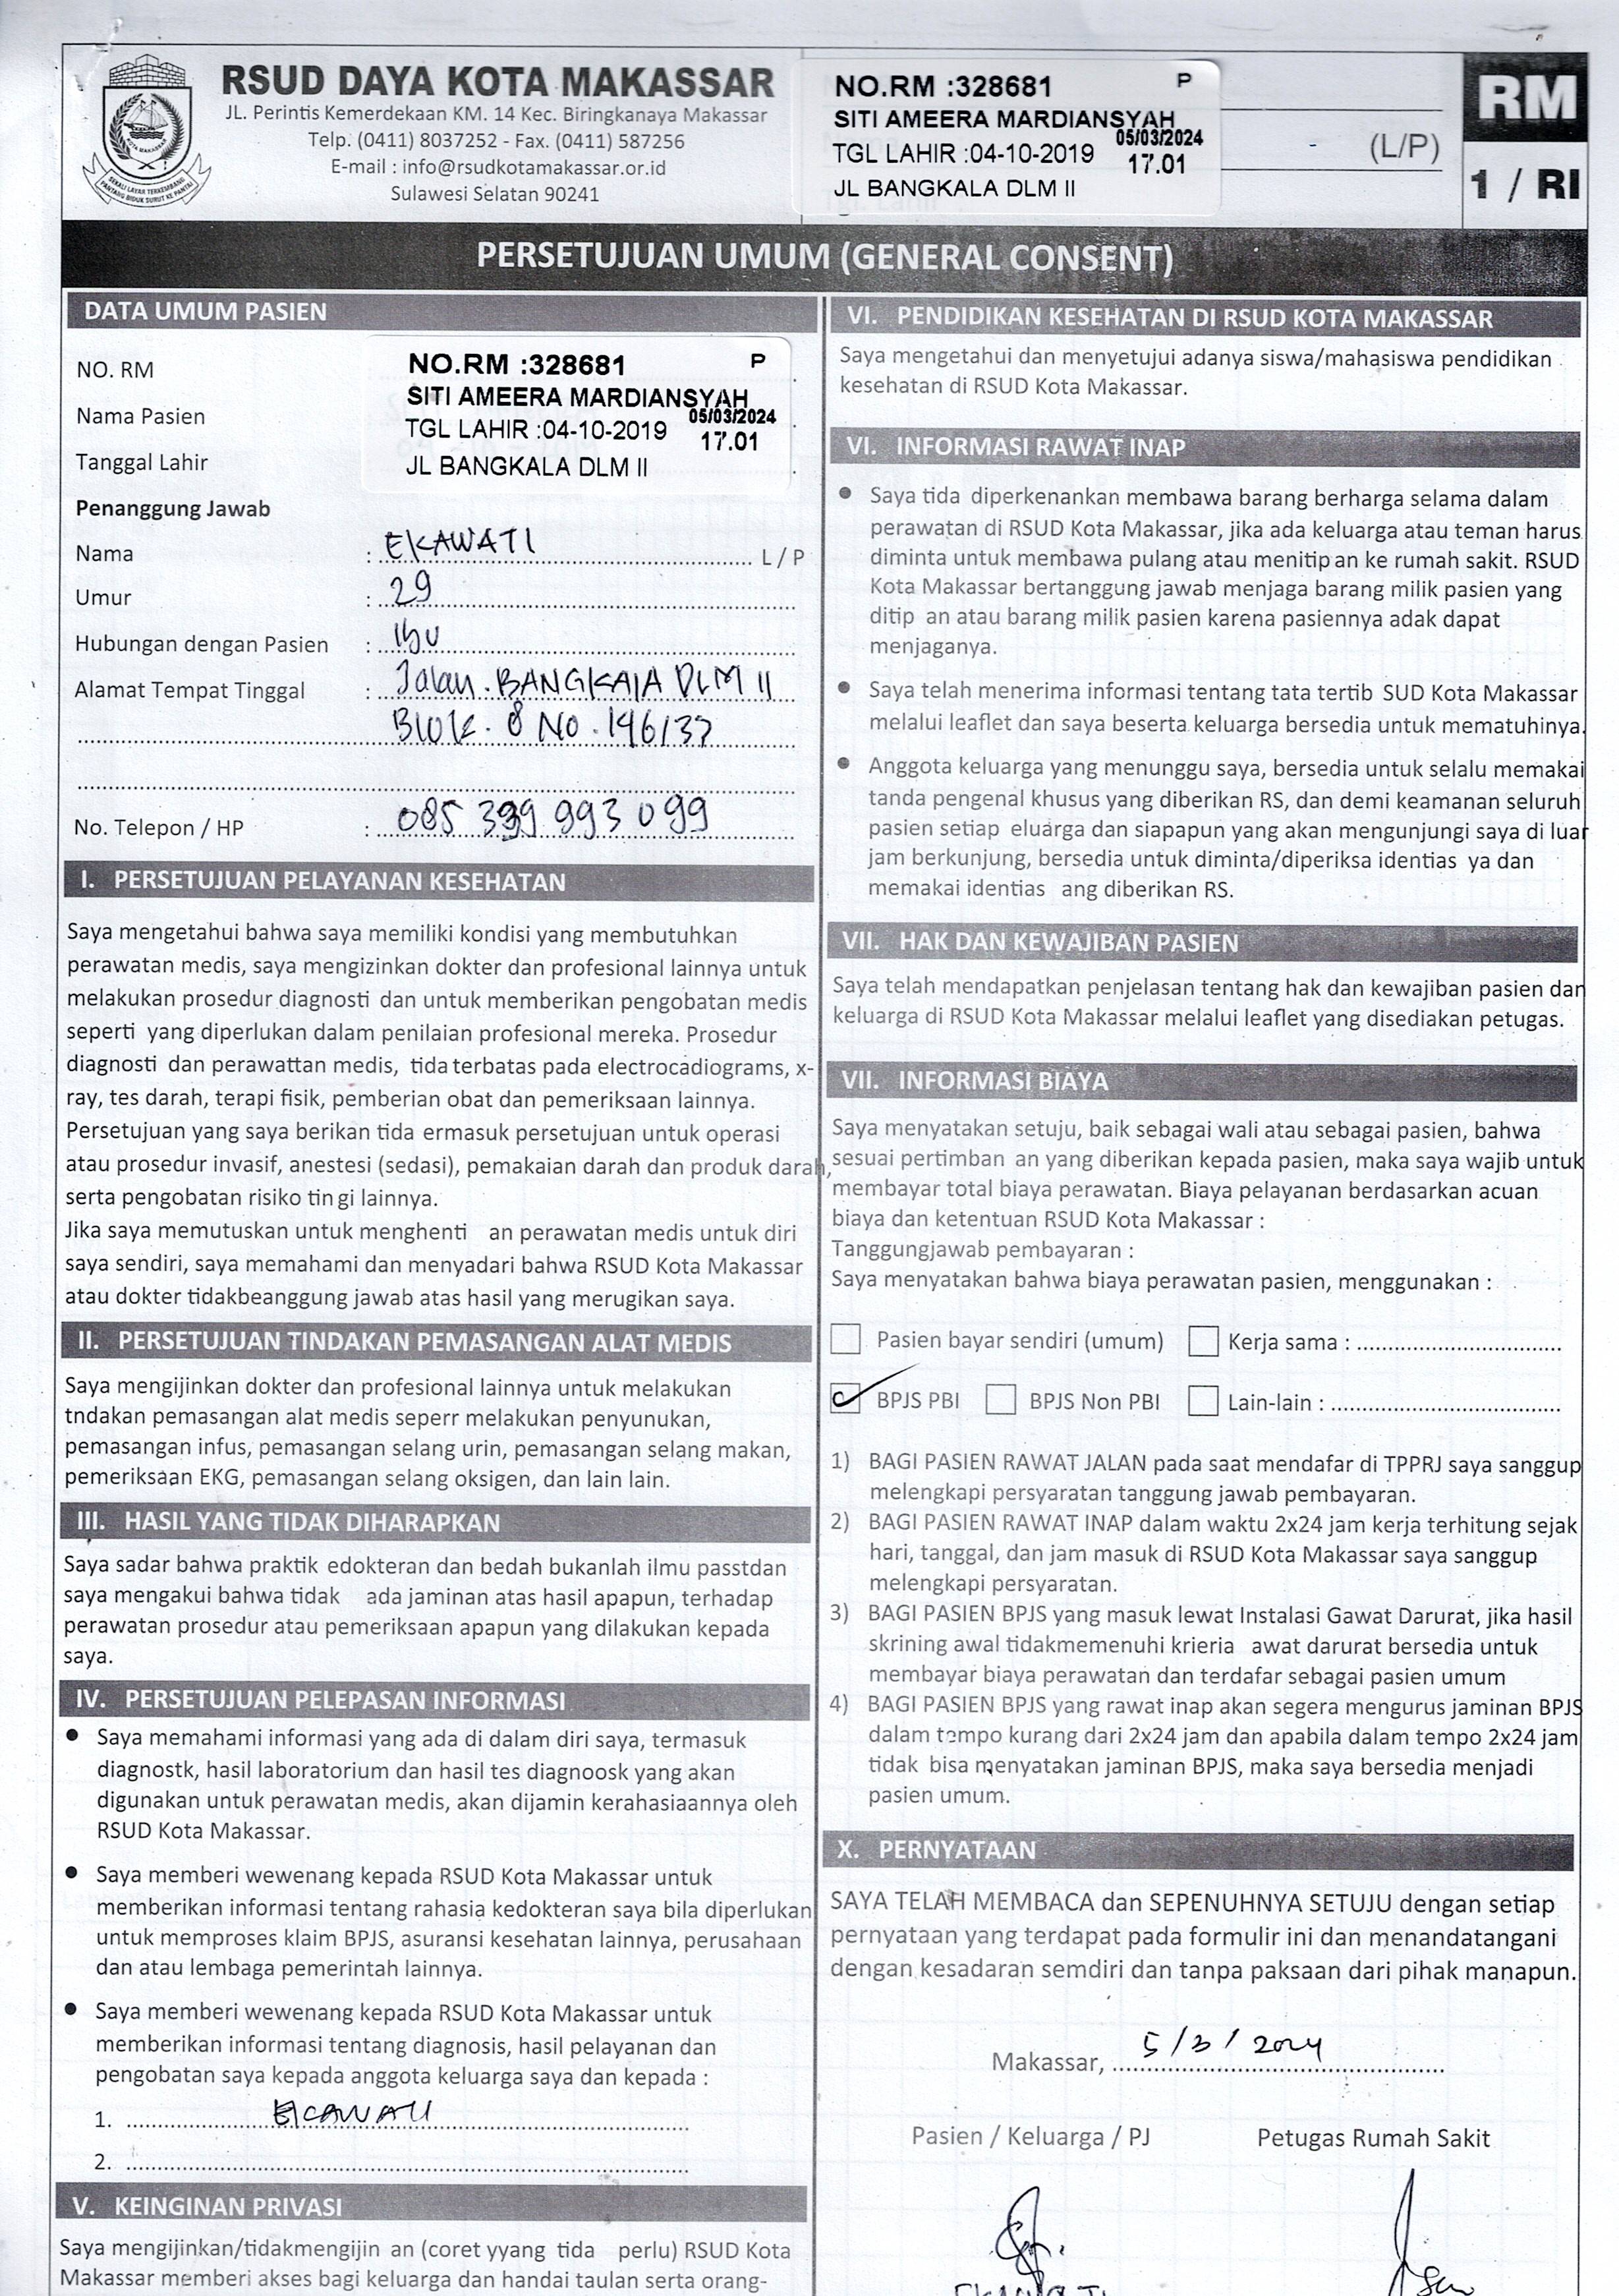 RSUD DAYA KOTA MAKASSAR
JL. Perintis Kemerdekaan KM. 14 Kec. Biringkanaya Makassar
Telp. (0411) 8037252 - Fax. (0411) 587256
E-mail : info@rsudkotamakassar.or.id
Sulawesi Selatan 90241
NO.RM :328681 P
SITI AMEERA MARDIANSYAH
05/03/2024
TGL LAHIR :04-10-2019 17.01
JL BANGKALA DLM II
(L/P)
RM
1 / RI
PERSETUJUAN UMUM (GENERAL CONSENT)
DATA UMUM PASIEN
NO. RM
Nama Pasien
Tanggal Lahir
NO.RM :328681 P
SITI AMEERA MARDIANSYAH
05/03/2024
TGL LAHIR :04-10-2019 17.01
JL BANGKALA DLM II
Penanggung Jawab
Nama : EKAWATI L / P
Umur : 29
Hubungan dengan Pasien : Ibu
Alamat Tempat Tinggal : Jalan. BANGKALA DLM II
Blok. 8 No. 196/37
No. Telepon / HP : 085 399 993 099
I. PERSETUJUAN PELAYANAN KESEHATAN
Saya mengetahui bahwa saya memiliki kondisi yang membutuhkan
perawatan medis, saya mengizinkan dokter dan profesional lainnya untuk
melakukan prosedur diagnosti dan untuk memberikan pengobatan medis
seperti yang diperlukan dalam penilaian profesional mereka. Prosedur
diagnosti dan perawattan medis, tida terbatas pada electrocadiograms, x-
ray, tes darah, terapi fisik, pemberian obat dan pemeriksaan lainnya.
Persetujuan yang saya berikan tida ermasuk persetujuan untuk operasi
atau prosedur invasif, anestesi (sedasi), pemakaian darah dan produk darah,
serta pengobatan risiko tin gi lainnya.
Jika saya memutuskan untuk menghenti an perawatan medis untuk diri
saya sendiri, saya memahami dan menyadari bahwa RSUD Kota Makassar
atau dokter tidakbeanggung jawab atas hasil yang merugikan saya.
II. PERSETUJUAN TINDAKAN PEMASANGAN ALAT MEDIS
Saya mengijinkan dokter dan profesional lainnya untuk melakukan
tndakan pemasangan alat medis seperr melakukan penyunukan,
pemasangan infus, pemasangan selang urin, pemasangan selang makan,
pemeriksaan EKG, pemasangan selang oksigen, dan lain lain.
III. HASIL YANG TIDAK DIHARAPKAN
Saya sadar bahwa praktik edokteran dan bedah bukanlah ilmu passtdan
saya mengakui bahwa tidak ada jaminan atas hasil apapun, terhadap
perawatan prosedur atau pemeriksaan apapun yang dilakukan kepada
saya.
IV. PERSETUJUAN PELEPASAN INFORMASI
• Saya memahami informasi yang ada di dalam diri saya, termasuk
diagnostk, hasil laboratorium dan hasil tes diagnoosk yang akan
digunakan untuk perawatan medis, akan dijamin kerahasiaannya oleh
RSUD Kota Makassar.
• Saya memberi wewenang kepada RSUD Kota Makassar untuk
memberikan informasi tentang rahasia kedokteran saya bila diperlukan
untuk memproses klaim BPJS, asuransi kesehatan lainnya, perusahaan
dan atau lembaga pemerintah lainnya.
• Saya memberi wewenang kepada RSUD Kota Makassar untuk
memberikan informasi tentang diagnosis, hasil pelayanan dan
pengobatan saya kepada anggota keluarga saya dan kepada :
1. EKAWATI
2.
V. KEINGINAN PRIVASI
Saya mengijinkan/tidakmengijin an (coret yyang tida perlu) RSUD Kota
Makassar memberi akses bagi keluarga dan handai taulan serta orang-
VI. PENDIDIKAN KESEHATAN DI RSUD KOTA MAKASSAR
Saya mengetahui dan menyetujui adanya siswa/mahasiswa pendidikan
kesehatan di RSUD Kota Makassar.
VI. INFORMASI RAWAT INAP
• Saya tida diperkenankan membawa barang berharga selama dalam
perawatan di RSUD Kota Makassar, jika ada keluarga atau teman harus
diminta untuk membawa pulang atau menitip an ke rumah sakit. RSUD
Kota Makassar bertanggung jawab menjaga barang milik pasien yang
ditip an atau barang milik pasien karena pasiennya adak dapat
menjaganya.
• Saya telah menerima informasi tentang tata tertib SUD Kota Makassar
melalui leaflet dan saya beserta keluarga bersedia untuk mematuhinya.
• Anggota keluarga yang menunggu saya, bersedia untuk selalu memakai
tanda pengenal khusus yang diberikan RS, dan demi keamanan seluruh
pasien setiap eluarga dan siapapun yang akan mengunjungi saya di luar
jam berkunjung, bersedia untuk diminta/diperiksa identias ya dan
memakai identias ang diberikan RS.
VII. HAK DAN KEWAJIBAN PASIEN
Saya telah mendapatkan penjelasan tentang hak dan kewajiban pasien dan
keluarga di RSUD Kota Makassar melalui leaflet yang disediakan petugas.
VII. INFORMASI BIAYA
Saya menyatakan setuju, baik sebagai wali atau sebagai pasien, bahwa
sesuai pertimban an yang diberikan kepada pasien, maka saya wajib untuk
membayar total biaya perawatan. Biaya pelayanan berdasarkan acuan
biaya dan ketentuan RSUD Kota Makassar :
Tanggungjawab pembayaran :
Saya menyatakan bahwa biaya perawatan pasien, menggunakan :
Pasien bayar sendiri (umum) Kerja sama :
BPJS PBI BPJS Non PBI Lain-lain :
1) BAGI PASIEN RAWAT JALAN pada saat mendafar di TPPRJ saya sanggup
melengkapi persyaratan tanggung jawab pembayaran.
2) BAGI PASIEN RAWAT INAP dalam waktu 2x24 jam kerja terhitung sejak
hari, tanggal, dan jam masuk di RSUD Kota Makassar saya sanggup
melengkapi persyaratan.
3) BAGI PASIEN BPJS yang masuk lewat Instalasi Gawat Darurat, jika hasil
skrining awal tidakmemenuhi krieria awat darurat bersedia untuk
membayar biaya perawatan dan terdafar sebagai pasien umum
4) BAGI PASIEN BPJS yang rawat inap akan segera mengurus jaminan BPJS
dalam tempo kurang dari 2x24 jam dan apabila dalam tempo 2x24 jam
tidak bisa menyatakan jaminan BPJS, maka saya bersedia menjadi
pasien umum.
X. PERNYATAAN
SAYA TELAH MEMBACA dan SEPENUHNYA SETUJU dengan setiap
pernyataan yang terdapat pada formulir ini dan menandatangani
dengan kesadaran semdiri dan tanpa paksaan dari pihak manapun.
Makassar, 5/3/2024
Pasien / Keluarga / PJ Petugas Rumah Sakit
EKAWATI